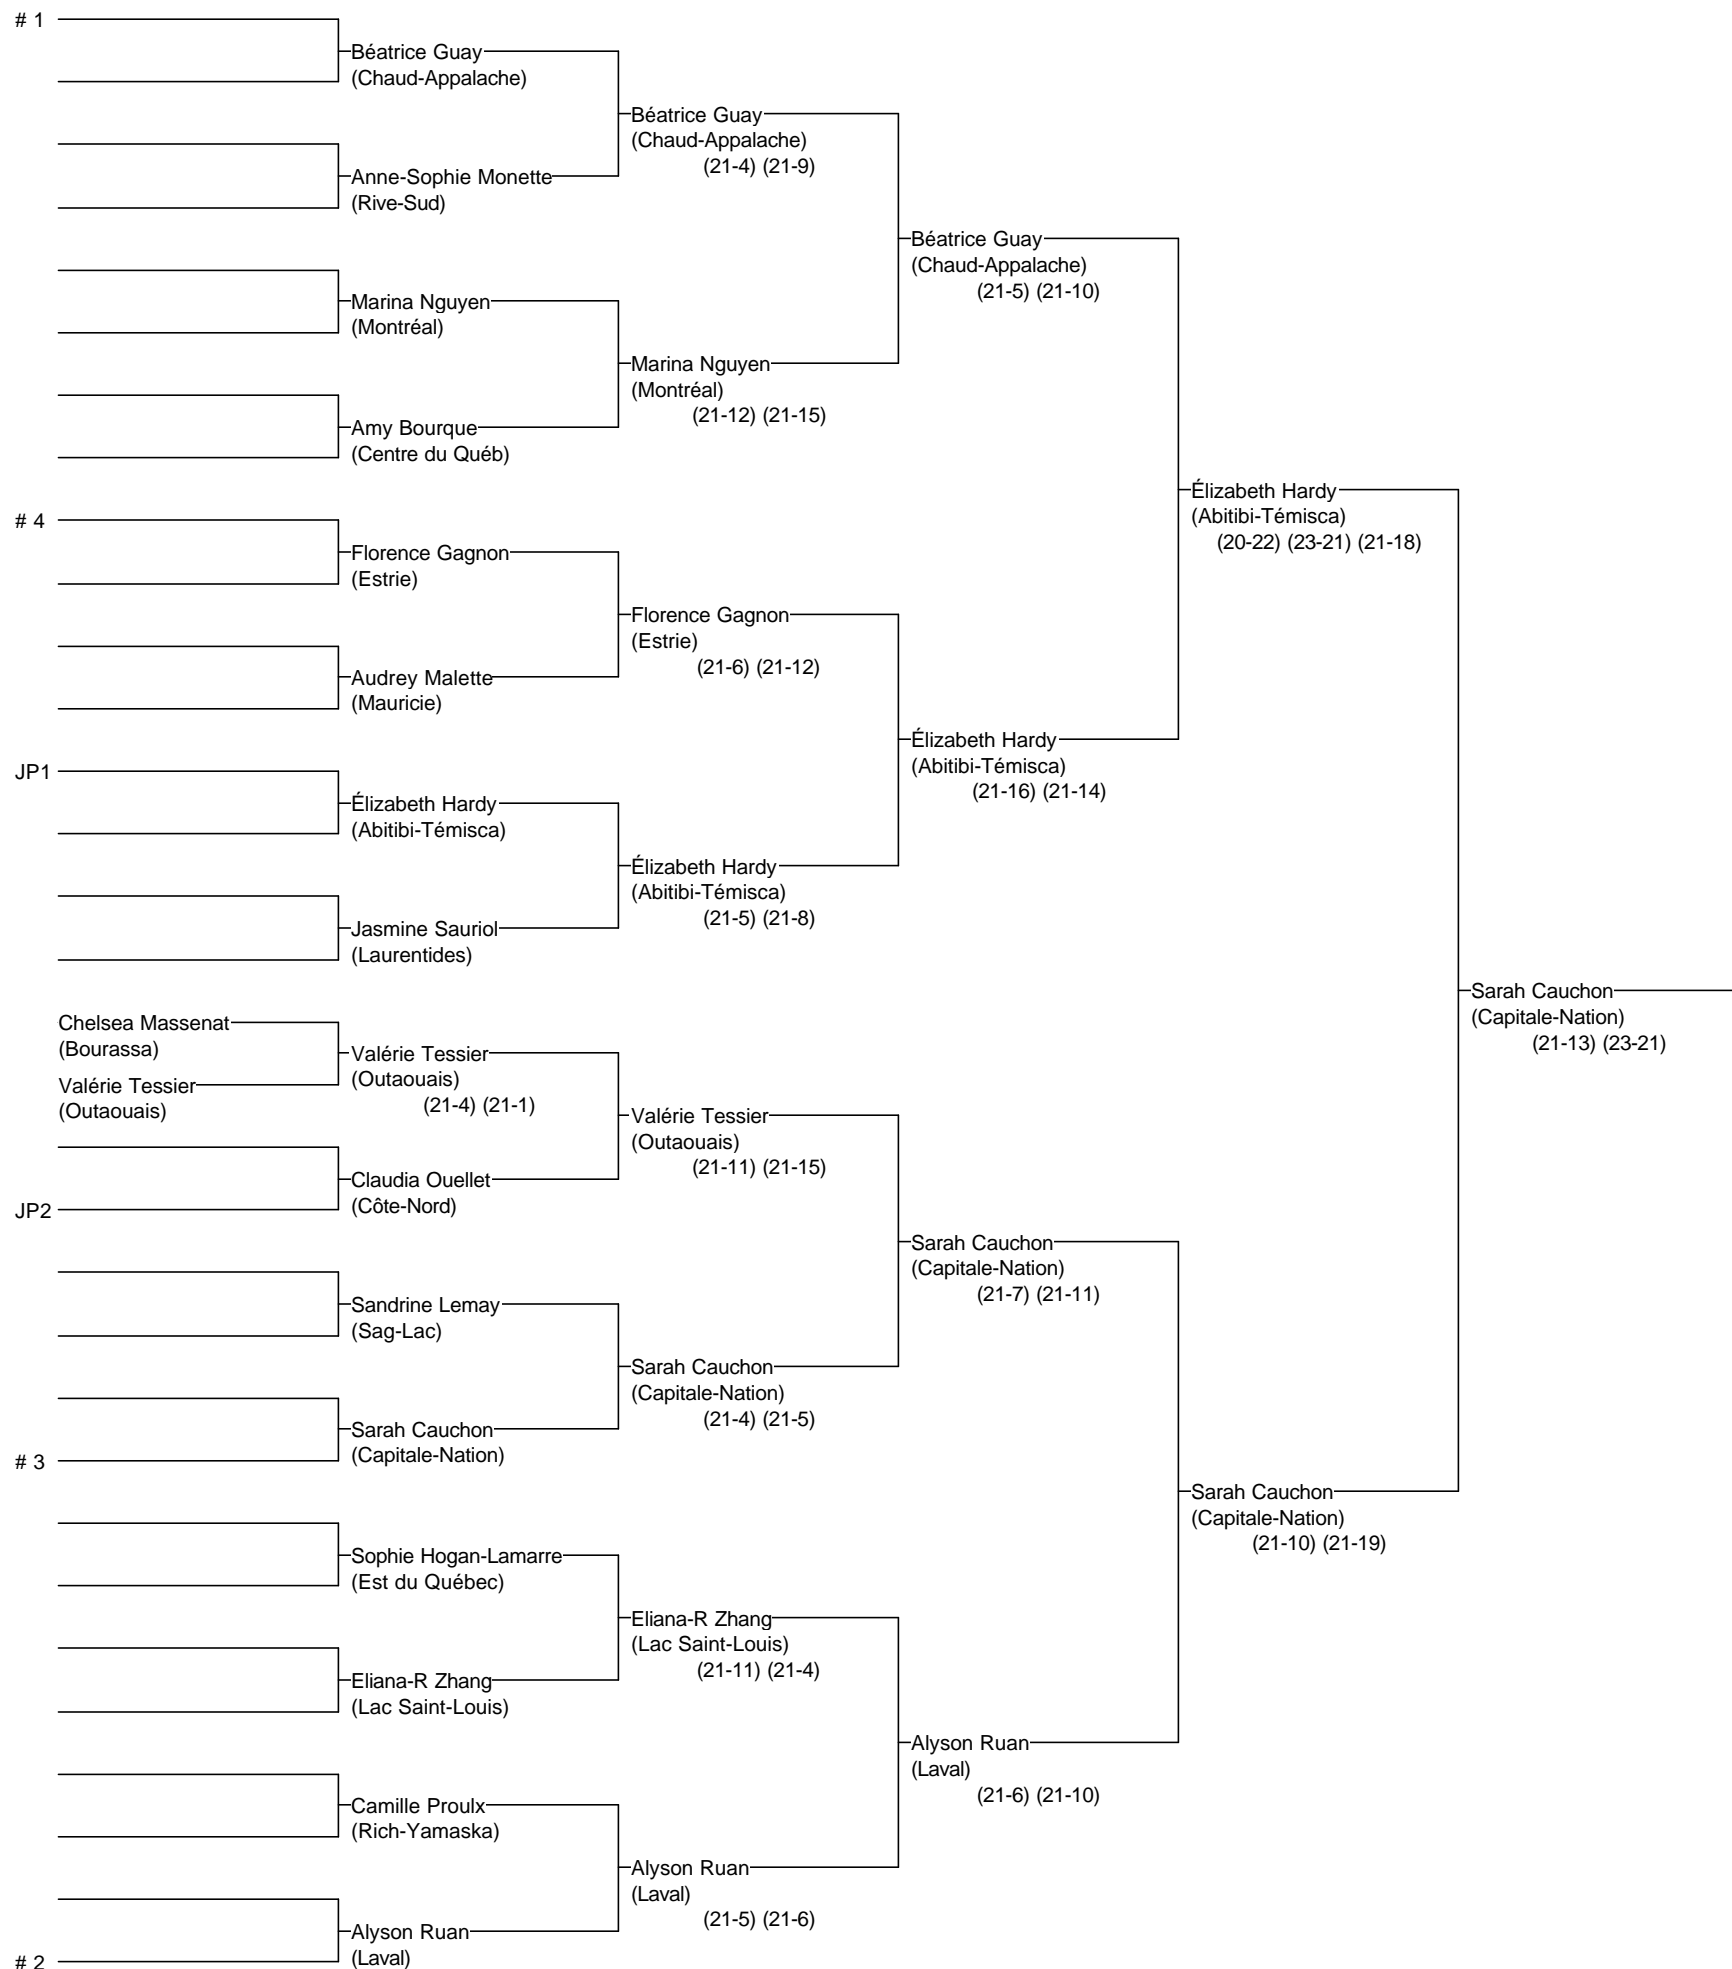 # 1
Béatrice Guay
(Chaud-Appalache)
Béatrice Guay
(Chaud-Appalache)
(21-4) (21-9)
Anne-Sophie Monette
(Rive-Sud)
Béatrice Guay
(Chaud-Appalache)
(21-5) (21-10)
Marina Nguyen
(Montréal)
Marina Nguyen
(Montréal)
(21-12) (21-15)
Amy Bourque
(Centre du Québ)
Élizabeth Hardy
(Abitibi-Témisca)
(20-22) (23-21) (21-18)
# 4
Florence Gagnon
(Estrie)
Florence Gagnon
(Estrie)
(21-6) (21-12)
Audrey Malette
(Mauricie)
Élizabeth Hardy
(Abitibi-Témisca)
(21-16) (21-14)
JP1
Élizabeth Hardy
(Abitibi-Témisca)
Élizabeth Hardy
(Abitibi-Témisca)
(21-5) (21-8)
Jasmine Sauriol
(Laurentides)
Sarah Cauchon
(Capitale-Nation)
(21-13) (23-21)
Chelsea Massenat
(Bourassa)
Valérie Tessier
(Outaouais)
(21-4) (21-1)
Valérie Tessier
(Outaouais)
Valérie Tessier
(Outaouais)
(21-11) (21-15)
Claudia Ouellet
(Côte-Nord)
JP2
Sarah Cauchon
(Capitale-Nation)
(21-7) (21-11)
Sandrine Lemay
(Sag-Lac)
Sarah Cauchon
(Capitale-Nation)
(21-4) (21-5)
Sarah Cauchon
(Capitale-Nation)
# 3
Sarah Cauchon
(Capitale-Nation)
(21-10) (21-19)
Sophie Hogan-Lamarre
(Est du Québec)
Eliana-R Zhang
(Lac Saint-Louis)
(21-11) (21-4)
Eliana-R Zhang
(Lac Saint-Louis)
Alyson Ruan
(Laval)
(21-6) (21-10)
Camille Proulx
(Rich-Yamaska)
Alyson Ruan
(Laval)
(21-5) (21-6)
Alyson Ruan
(Laval)
# 2